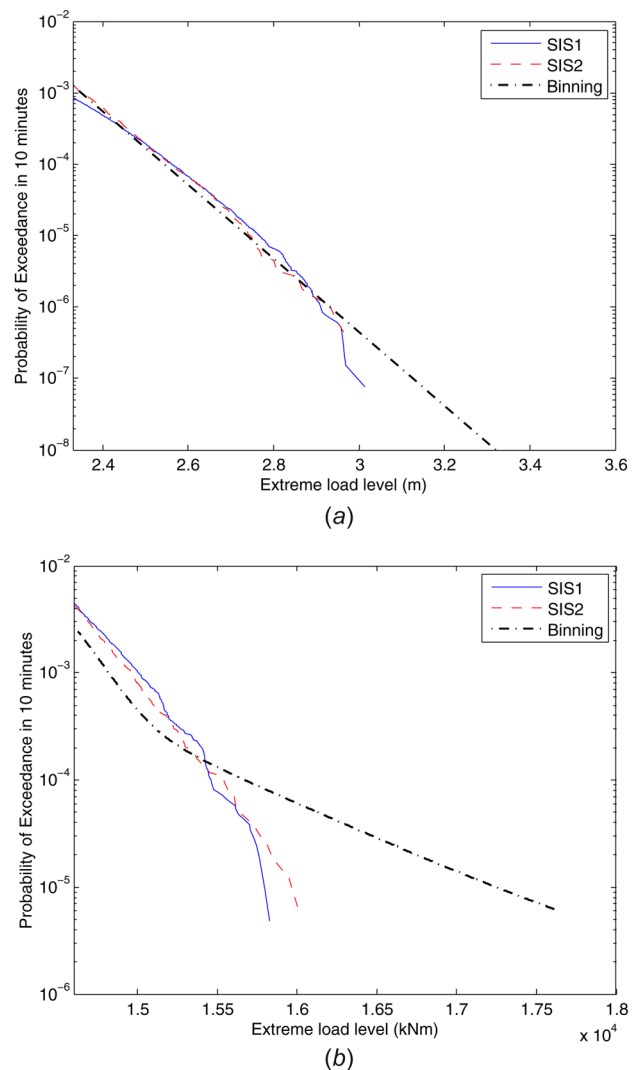 10^-2
10^-3
10^-4
10^-5
10^-6
10^-7
10^-8
Probability of Exceedance in 10 minutes
SIS1
SIS2
Binning
2.4 2.6 2.8 3 3.2 3.4 3.6
Extreme load level (m)
(a)
10^-2
10^-3
10^-4
10^-5
10^-6
Probability of Exceedance in 10 minutes
SIS1
SIS2
Binning
1.5 1.55 1.6 1.65 1.7 1.75 1.8
Extreme load level (kNm)
x 10^4
(b)